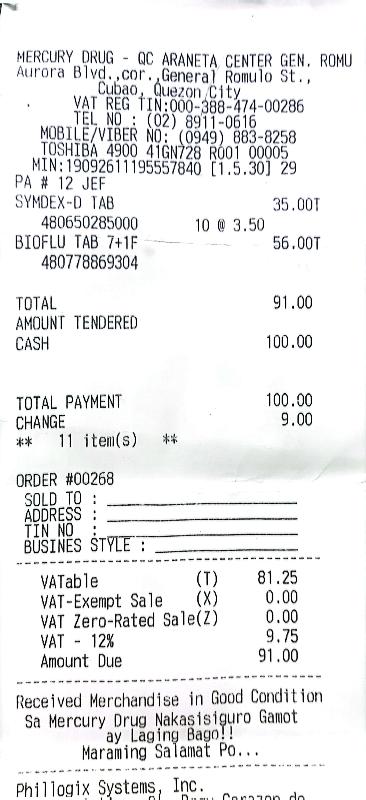 MERCURY DRUG - QC ARANETA CENTER GEN. ROMU
Aurora Blvd.,cor.,General Romulo St.,
Cubao, Quezon City
VAT REG TIN:000-388-474-00286
TEL NO : (02) 8911-0616
MOBILE/VIBER NO: (0949) 883-8258
TOSHIBA 4900 41GN728 R001 00005
MIN:19092611195557840 [1.5.30] 29
PA # 12 JEF
SYMDEX-D TAB 35.00T
480650285000 10 @ 3.50
BIOFLU TAB 7+1F 56.00T
480778869304
TOTAL 91.00
AMOUNT TENDERED
CASH 100.00
TOTAL PAYMENT 100.00
CHANGE 9.00
** 11 item(s) **
ORDER #00268
SOLD TO :
ADDRESS :
TIN NO :
BUSINES STYLE :
VATable (T) 81.25
VAT-Exempt Sale (X) 0.00
VAT Zero-Rated Sale(Z) 0.00
VAT - 12% 9.75
Amount Due 91.00
Received Merchandise in Good Condition
Sa Mercury Drug Nakasisiguro Gamot
ay Laging Bago!!
Maraming Salamat Po...
Phillogix Systems, Inc.